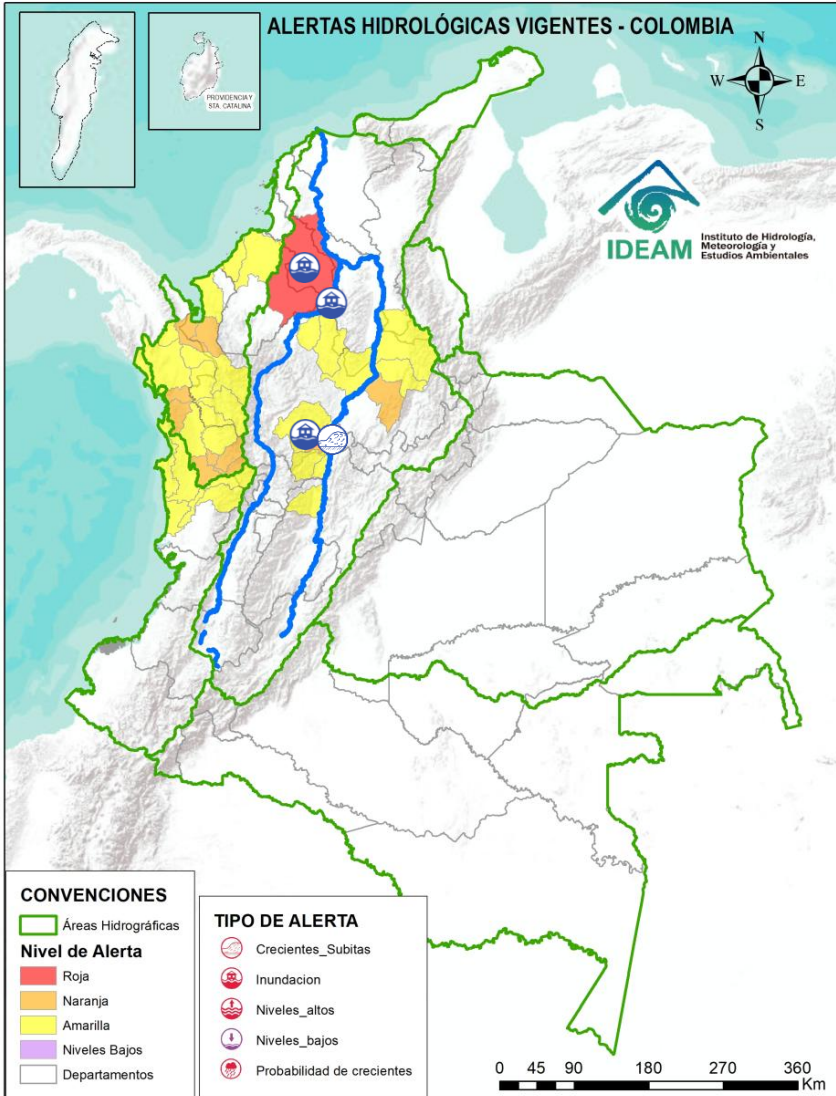 ALERTAS HIDROLÓGICAS VIGENTES - COLOMBIA
PROVIDENCIA Y
STA. CATALINA
N
W
E
S
IDEAM
Instituto de Hidrología,
Meteorología y
Estudios Ambientales
CONVENCIONES
Áreas Hidrográficas
Nivel de Alerta
Roja
Naranja
Amarilla
Niveles Bajos
Departamentos
TIPO DE ALERTA
Crecientes_Subitas
Inundacion
Niveles_altos
Niveles_bajos
Probabilidad de crecientes
0 45 90 180 270 360
Km